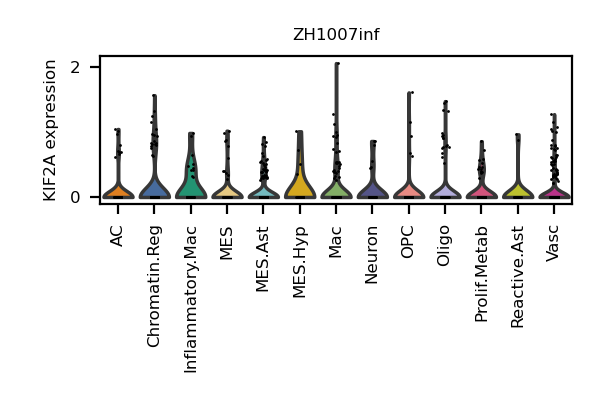 ZH1007inf
KIF2A expression
2
0
AC
Chromatin.Reg
Inflammatory.Mac
MES
MES.Ast
MES.Hyp
Mac
Neuron
OPC
Oligo
Prolif.Metab
Reactive.Ast
Vasc